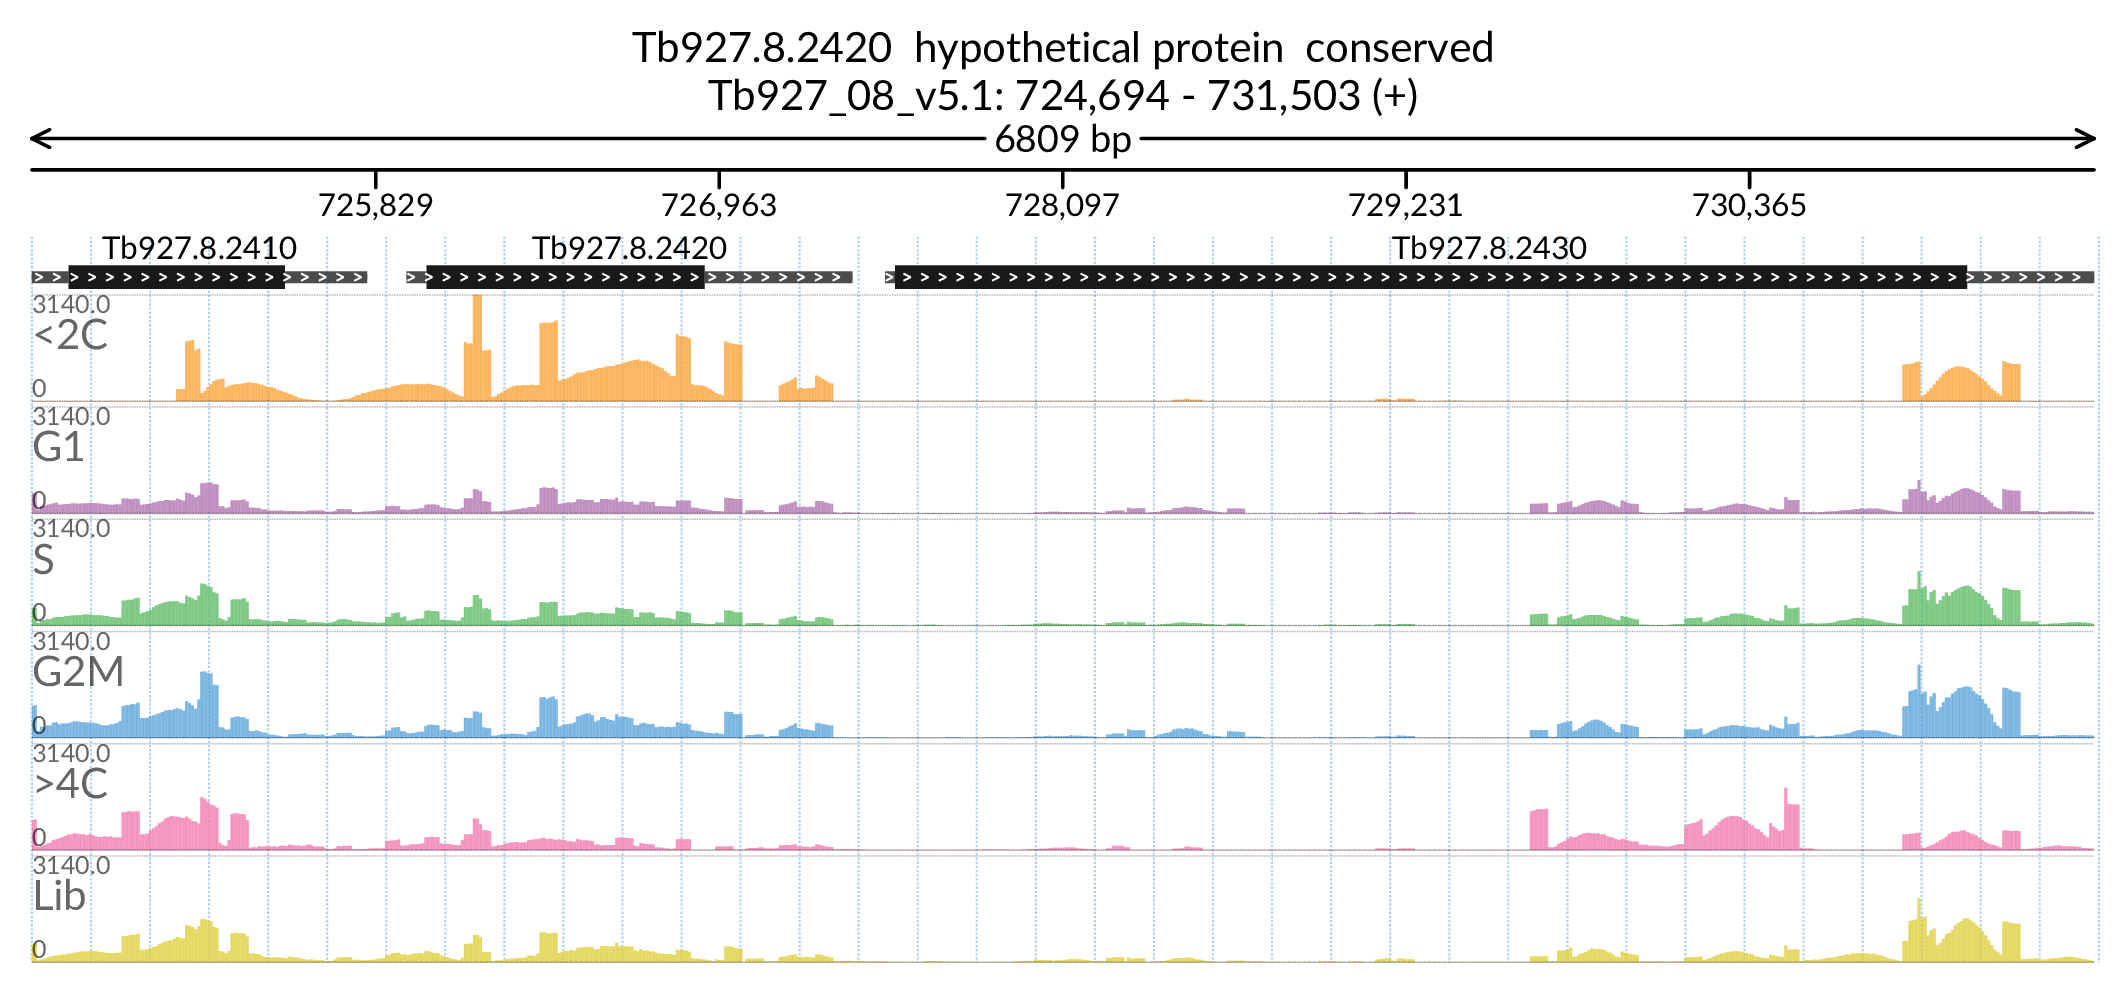 Tb927.8.2420 hypothetical protein conserved
Tb927_08_v5.1: 724,694 - 731,503 (+)
6809 bp
725,829 726,963 728,097 729,231 730,365
Tb927.8.2410 Tb927.8.2420 Tb927.8.2430
3140.0
<2C
0
3140.0
G1
0
3140.0
S
0
3140.0
G2M
0
3140.0
>4C
0
3140.0
Lib
0